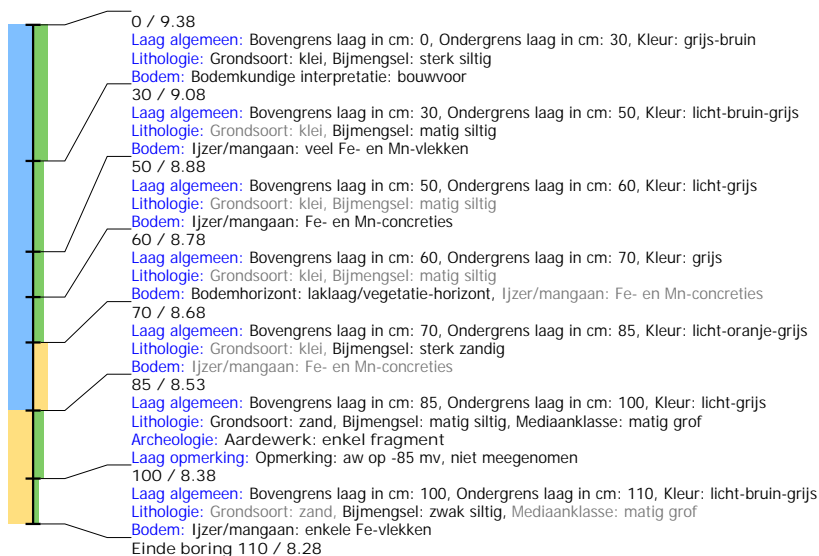 0 / 9.38
Laag algemeen: Bovengrens laag in cm: 0, Ondergrens laag in cm: 30, Kleur: grijs-bruin
Lithologie: Grondsoort: klei, Bijmengsel: sterk siltig
Bodem: Bodemkundige interpretatie: bouwvoor
30 / 9.08
Laag algemeen: Bovengrens laag in cm: 30, Ondergrens laag in cm: 50, Kleur: licht-bruin-grijs
Lithologie: Grondsoort: klei, Bijmengsel: matig siltig
Bodem: Ijzer/mangaan: veel Fe- en Mn-vlekken
50 / 8.88
Laag algemeen: Bovengrens laag in cm: 50, Ondergrens laag in cm: 60, Kleur: licht-grijs
Lithologie: Grondsoort: klei, Bijmengsel: matig siltig
Bodem: Ijzer/mangaan: Fe- en Mn-concreties
60 / 8.78
Laag algemeen: Bovengrens laag in cm: 60, Ondergrens laag in cm: 70, Kleur: grijs
Lithologie: Grondsoort: klei, Bijmengsel: matig siltig
Bodem: Bodemhorizont: laklaag/vegetatie-horizont, Ijzer/mangaan: Fe- en Mn-concreties
70 / 8.68
Laag algemeen: Bovengrens laag in cm: 70, Ondergrens laag in cm: 85, Kleur: licht-oranje-grijs
Lithologie: Grondsoort: klei, Bijmengsel: sterk zandig
Bodem: Ijzer/mangaan: Fe- en Mn-concreties
85 / 8.53
Laag algemeen: Bovengrens laag in cm: 85, Ondergrens laag in cm: 100, Kleur: licht-grijs
Lithologie: Grondsoort: zand, Bijmengsel: matig siltig, Mediaanklasse: matig grof
Archeologie: Aardewerk: enkel fragment
Laag opmerking: Opmerking: aw op -85 mv, niet meegenomen
100 / 8.38
Laag algemeen: Bovengrens laag in cm: 100, Ondergrens laag in cm: 110, Kleur: licht-bruin-grijs
Lithologie: Grondsoort: zand, Bijmengsel: zwak siltig, Mediaanklasse: matig grof
Bodem: Ijzer/mangaan: enkele Fe-vlekken
Einde boring 110 / 8.28